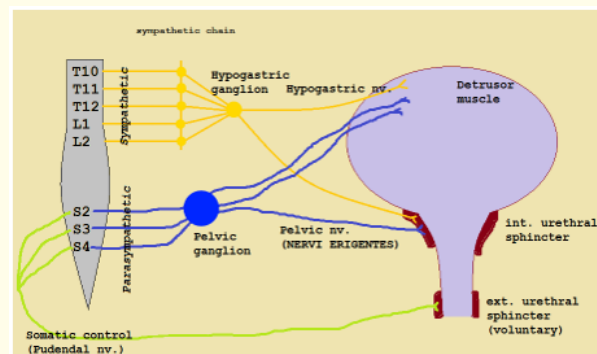 sympathetic chain
T10
T11
T12
L1
L2
Sympathetic
Hypogastric
ganglion
Hypogastric nv.
Detrusor
muscle
S2
S3
S4
Parasympathetic
Pelvic
ganglion
Pelvic nv.
(NERVI ERIGENTES)
int. urethral
sphincter
ext. urethral
sphincter
(voluntary)
Somatic control
(Pudendal nv.)